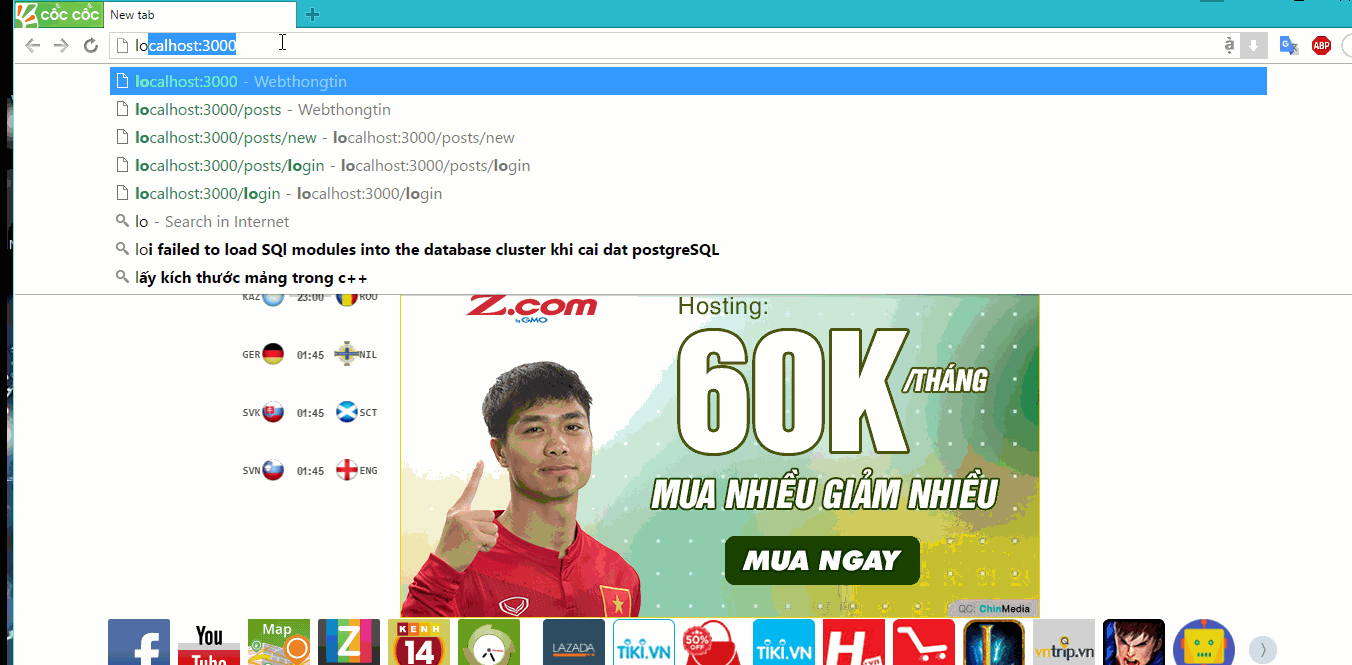 cốc cốc New tab
localhost:3000
ABP
localhost:3000 - Webthongtin
localhost:3000/posts - Webthongtin
localhost:3000/posts/new - localhost:3000/posts/new
localhost:3000/posts/login - localhost:3000/posts/login
localhost:3000/login - localhost:3000/login
lo - Search in Internet
loi failed to load SQl modules into the database cluster khi cai dat postgreSQL
lấy kích thước mảng trong c++
KAZ 23:00 ROU
GER 01:45 NIL
SVK 01:45 SCT
SVN 01:45 ENG
Z.com
by GMO
Hosting:
60K
/THÁNG
MUA NHIỀU GIẢM NHIỀU
MUA NGAY
QC: ChinMedia
f
You
Tube
Map
Z
KENH
14
LAZADA
TiKi.VN
50%
OFF
TiKi.VN
H
.vn
vntrip.vn